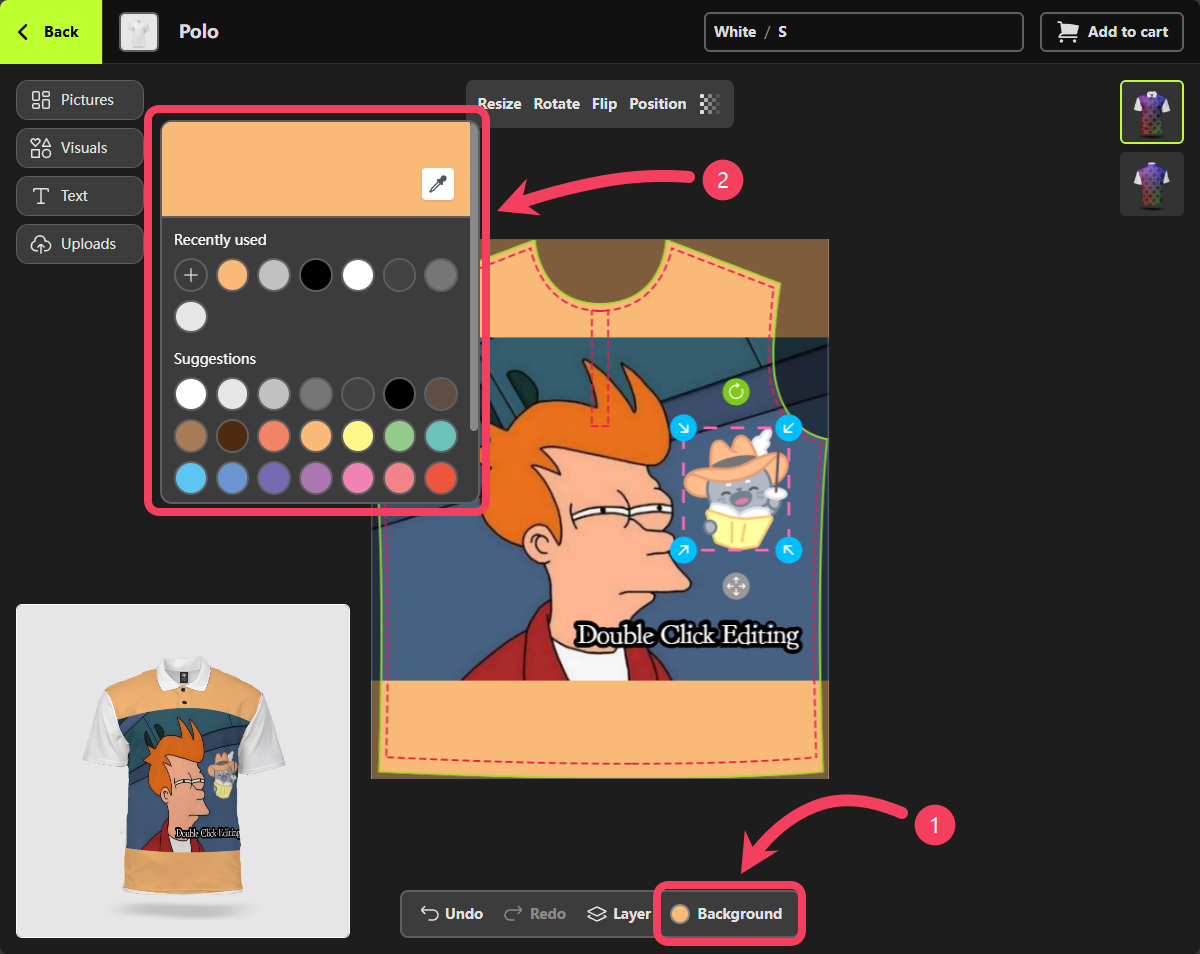 Back
Polo
White / S
Add to cart
Pictures
Visuals
Text
Uploads
Resize Rotate Flip Position
2
Recently used
Suggestions
Double Click Editing
Double Click Editing
1
Undo Redo Layer Background